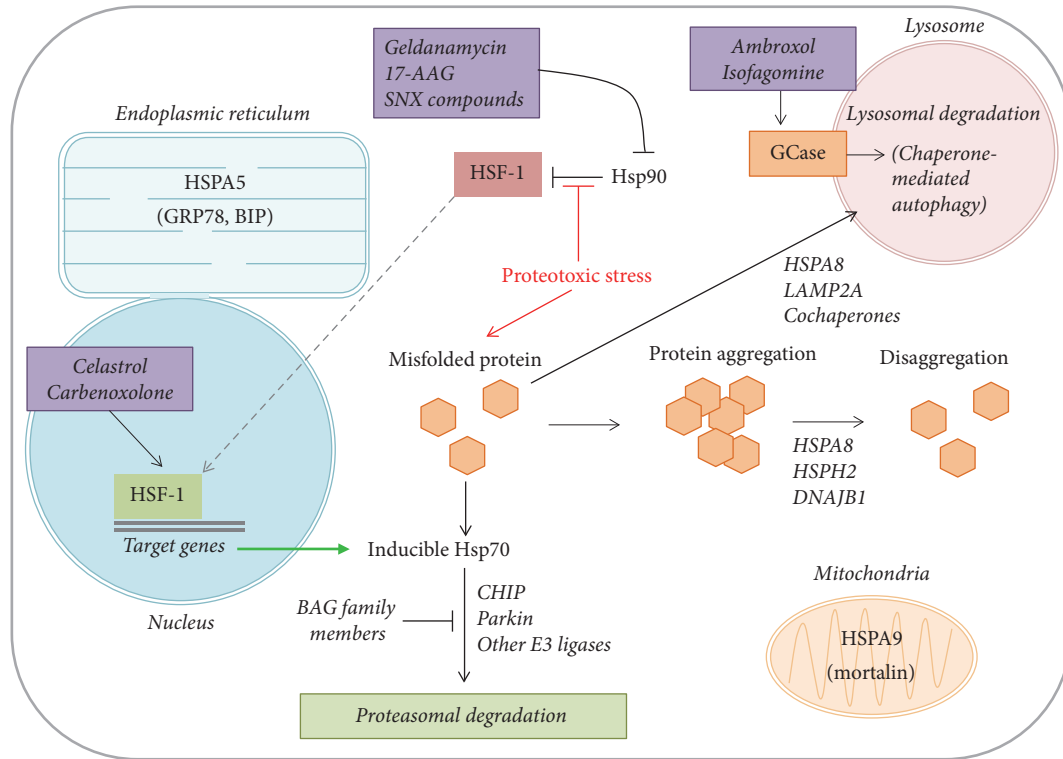 Lysosome
Geldanamycin
17-AAG
SNX compounds
Ambroxol
Isofagomine
Endoplasmic reticulum
Lysosomal degradation
GCase
(Chaperone-
mediated
autophagy)
HSPA5
(GRP78, BIP)
HSF-1
Hsp90
Proteotoxic stress
HSPA8
LAMP2A
Cochaperones
Celastrol
Carbenoxolone
Misfolded protein
Protein aggregation
Disaggregation
HSPA8
HSPH2
DNAJB1
HSF-1
Target genes
Inducible Hsp70
Nucleus
BAG family
members
CHIP
Parkin
Other E3 ligases
Mitochondria
HSPA9
(mortalin)
Proteasomal degradation